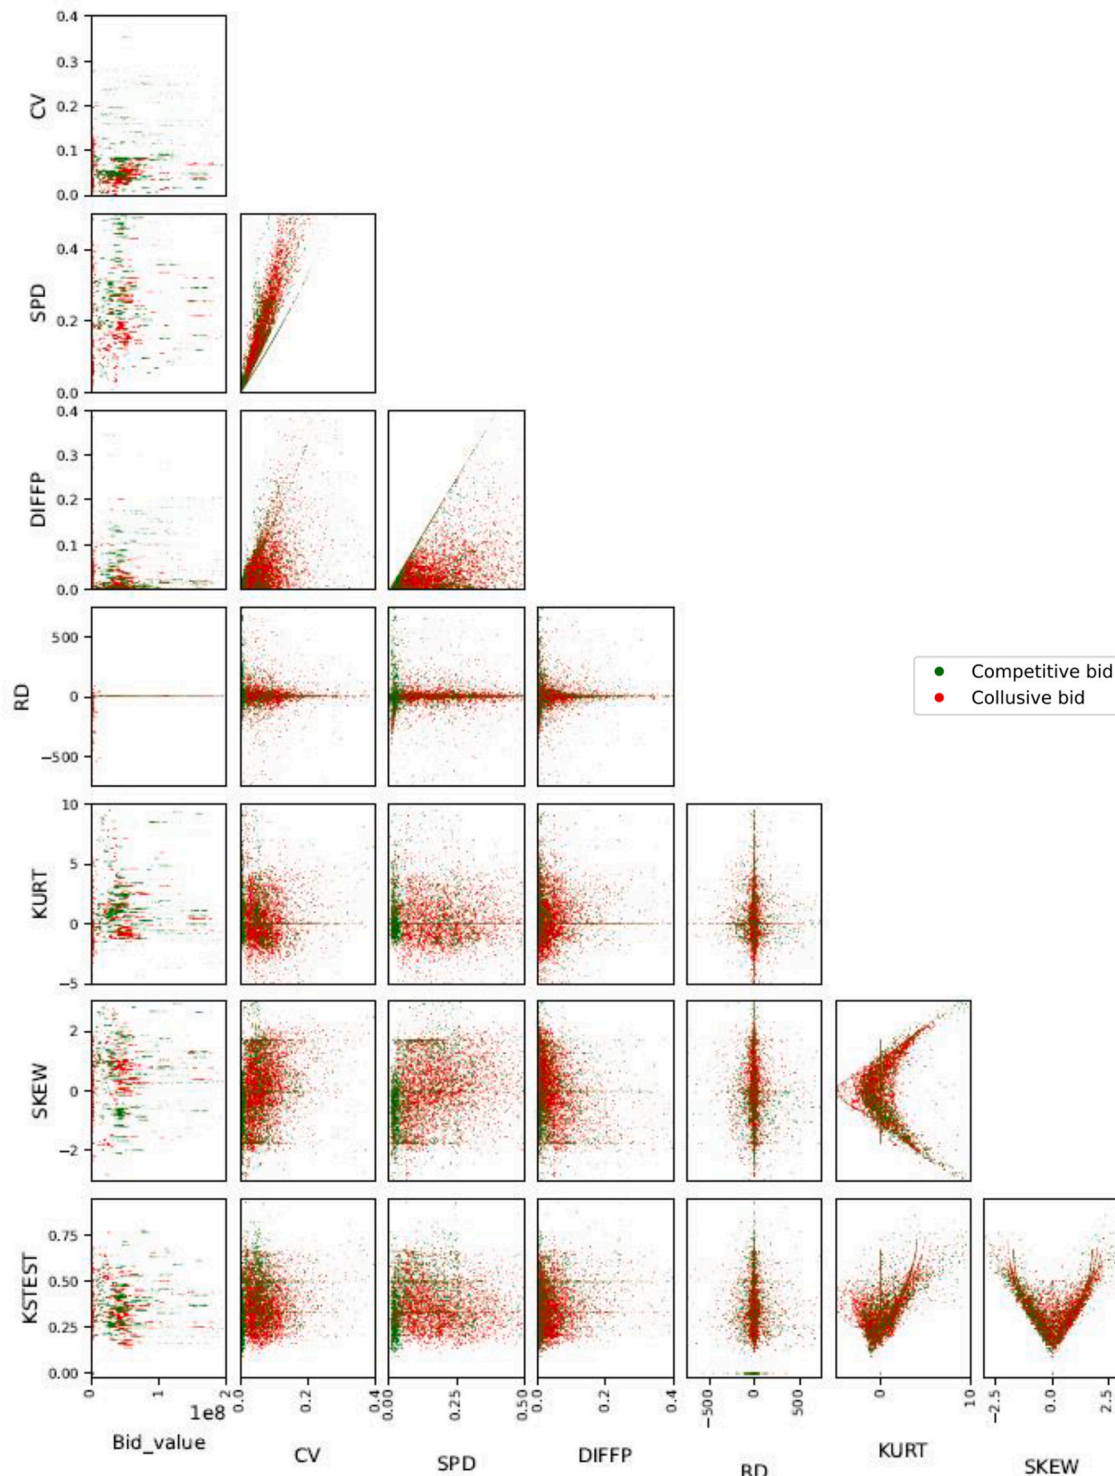 0.4
0.3
CV
0.2
0.1
0.0
0.4
SPD
0.2
0.0
0.4
0.3
DIFFP
0.2
0.1
0.0
500
RD
0
−500
Competitive bid
Collusive bid
10
5
KURT
0
−5
2
SKEW
0
−2
0.75
KSTEST
0.50
0.25
0.00
0 1 2 0.0 0.2 0.4 0.00 0.25 0.50 0.0 0.2 0.4 −500 0 500 0 10 −2.5 0.0 2.5
1e8
Bid_value CV SPD DIFFP RD KURT SKEW